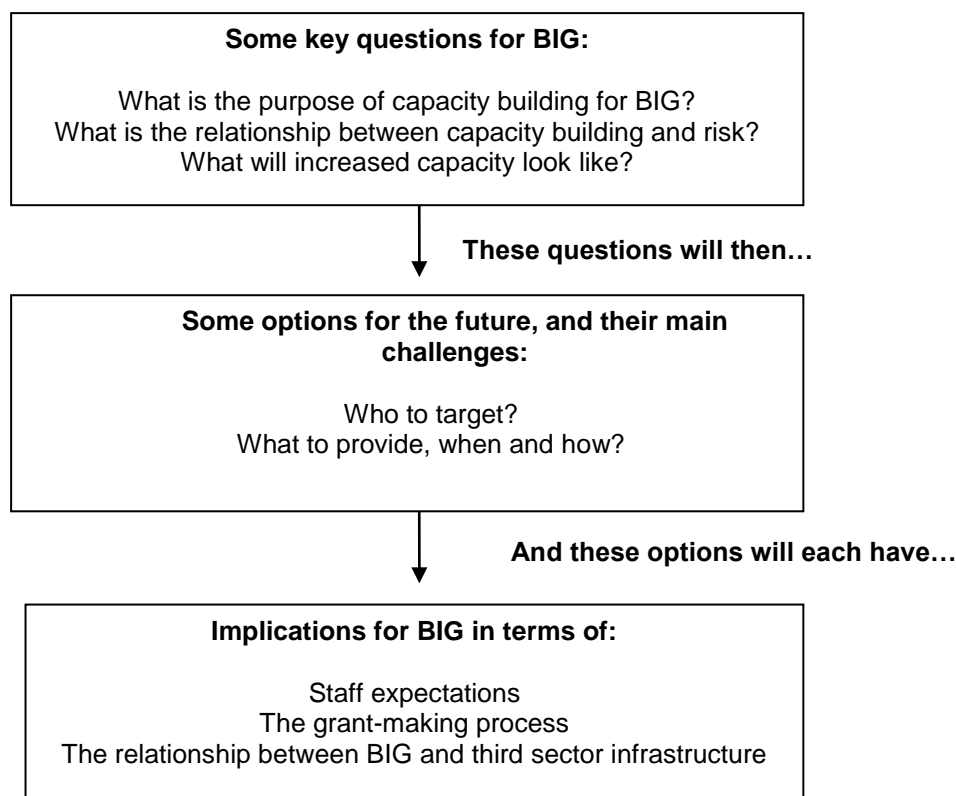 Some key questions for BIG:
What is the purpose of capacity building for BIG?
What is the relationship between capacity building and risk?
What will increased capacity look like?
These questions will then…
Some options for the future, and their main
challenges:
Who to target?
What to provide, when and how?
And these options will each have…
Implications for BIG in terms of:
Staff expectations
The grant-making process
The relationship between BIG and third sector infrastructure